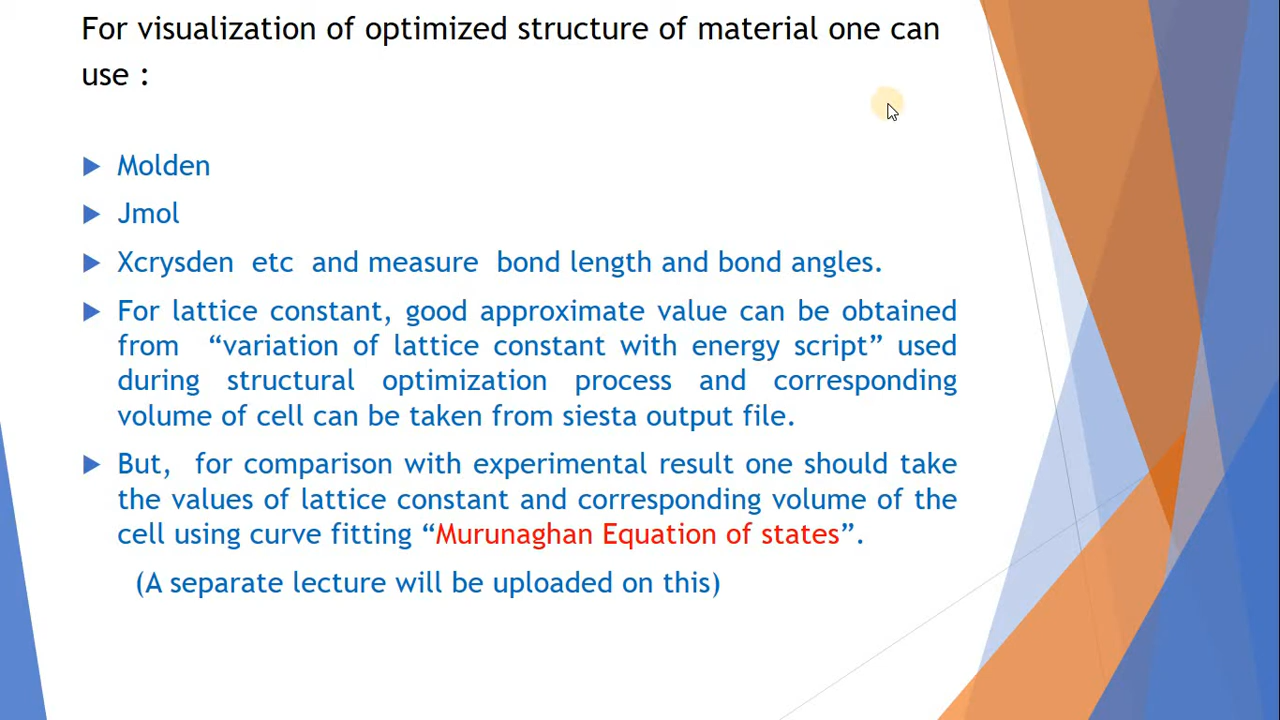 For visualization of optimized structure of material one can
use :
Molden
Jmol
Xcrysden etc and measure bond length and bond angles.
For lattice constant, good approximate value can be obtained
from “variation of lattice constant with energy script” used
during structural optimization process and corresponding
volume of cell can be taken from siesta output file.
But, for comparison with experimental result one should take
the values of lattice constant and corresponding volume of the
cell using curve fitting “Murunaghan Equation of states”.
(A separate lecture will be uploaded on this)